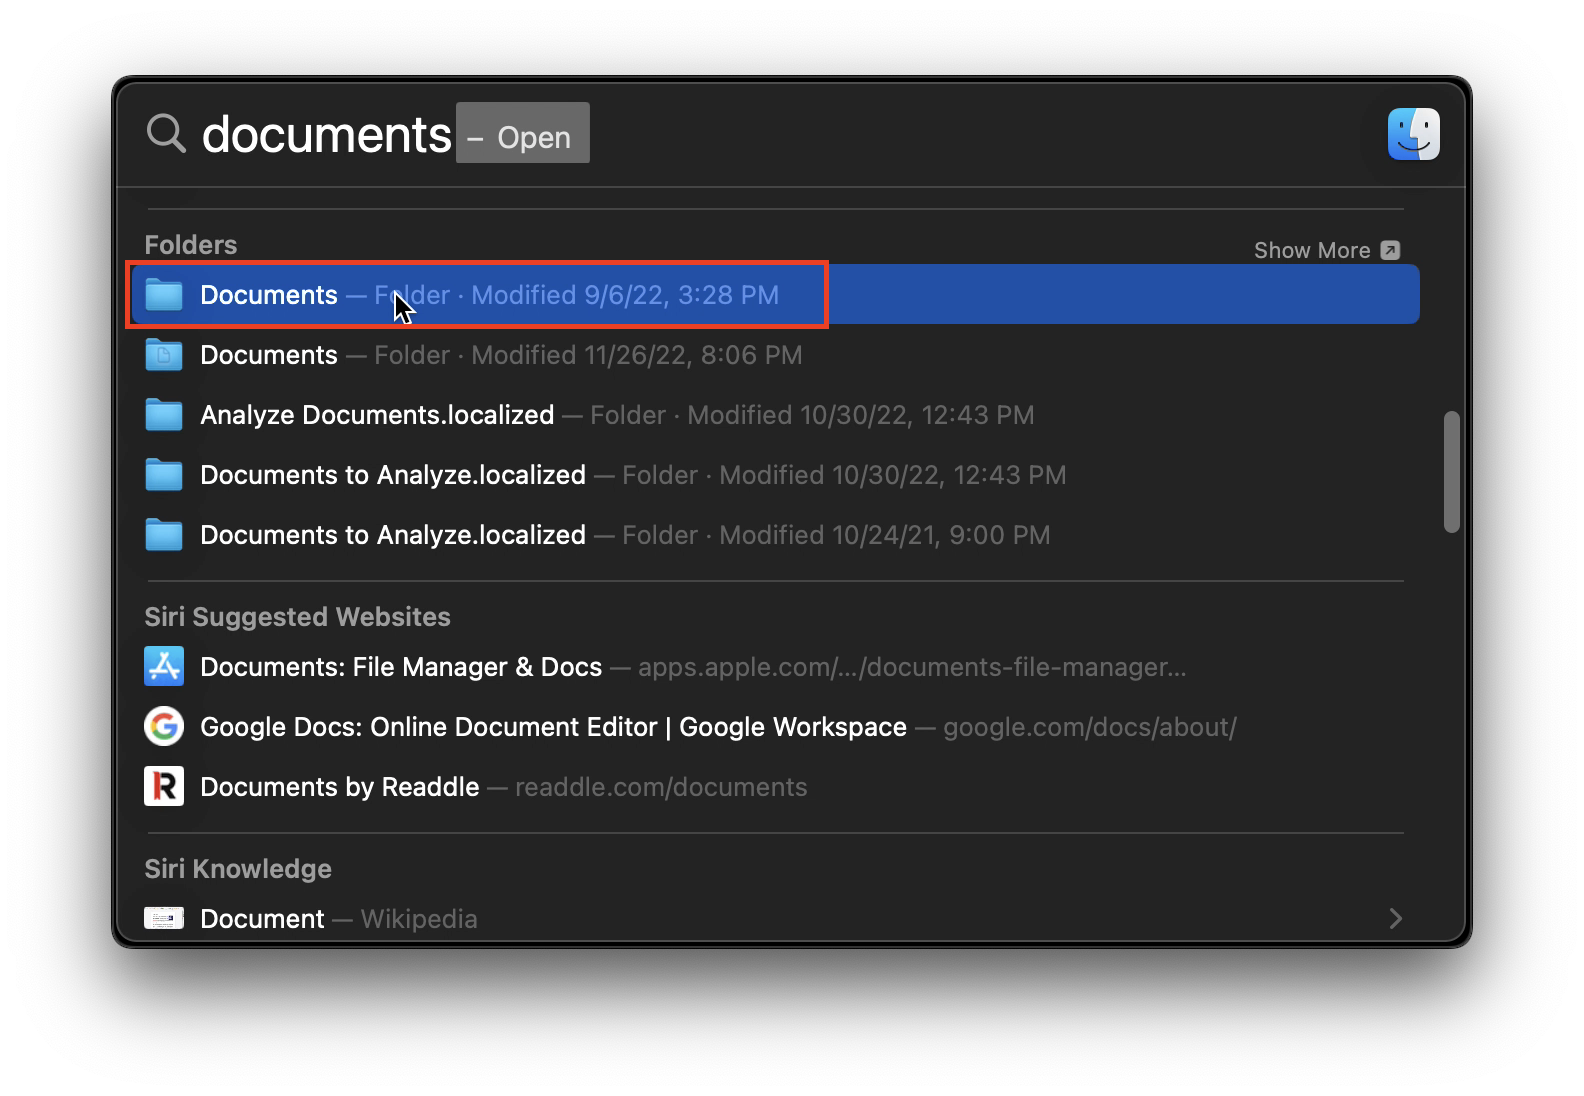 documents – Open
Folders
Show More
Documents — Folder · Modified 9/6/22, 3:28 PM
Documents — Folder · Modified 11/26/22, 8:06 PM
Analyze Documents.localized — Folder · Modified 10/30/22, 12:43 PM
Documents to Analyze.localized — Folder · Modified 10/30/22, 12:43 PM
Documents to Analyze.localized — Folder · Modified 10/24/21, 9:00 PM
Siri Suggested Websites
Documents: File Manager & Docs — apps.apple.com/.../documents-file-manager...
Google Docs: Online Document Editor | Google Workspace — google.com/docs/about/
Documents by Readdle — readdle.com/documents
Siri Knowledge
Document — Wikipedia